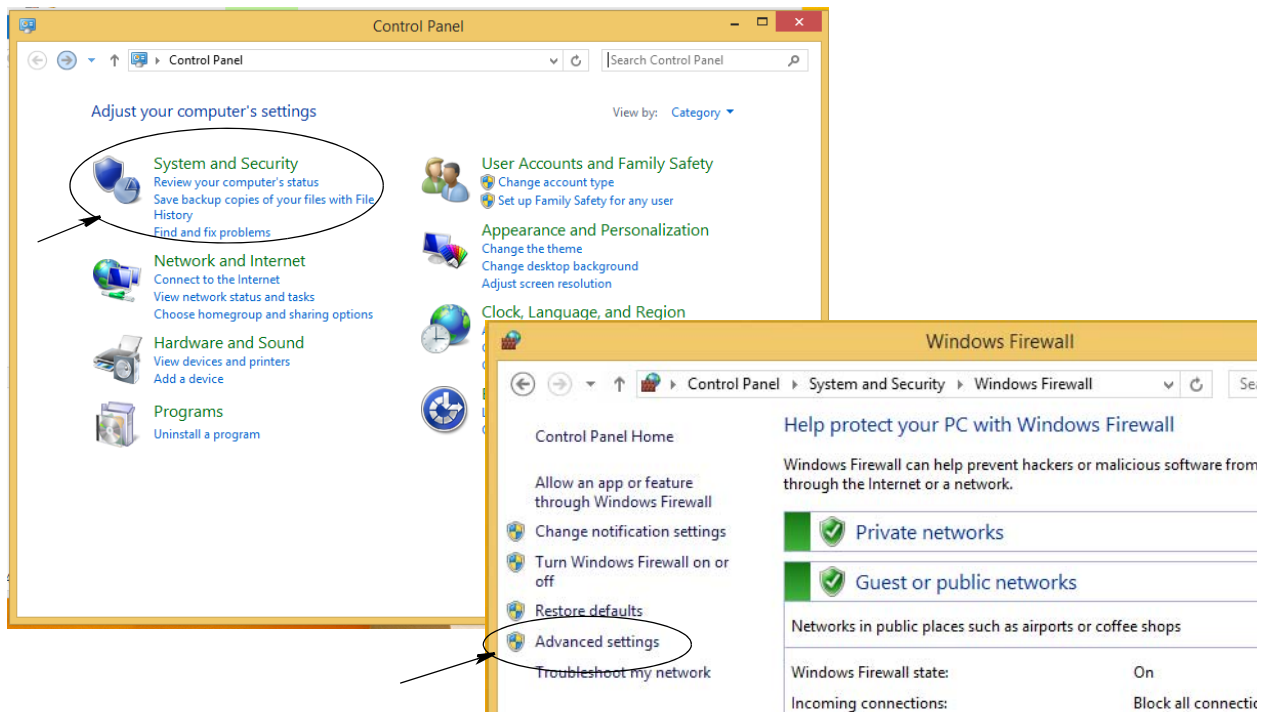 Control Panel
Control Panel
Search Control Panel
Adjust your computer's settings
View by: Category
System and Security
Review your computer's status
Save backup copies of your files with File
History
Find and fix problems
Network and Internet
Connect to the Internet
View network status and tasks
Choose homegroup and sharing options
Hardware and Sound
View devices and printers
Add a device
Programs
Uninstall a program
User Accounts and Family Safety
Change account type
Set up Family Safety for any user
Appearance and Personalization
Change the theme
Change desktop background
Adjust screen resolution
Clock, Language, and Region
Windows Firewall
Control Panel System and Security Windows Firewall
Control Panel Home
Allow an app or feature
through Windows Firewall
Change notification settings
Turn Windows Firewall on or
off
Restore defaults
Advanced settings
Troubleshoot my network
Help protect your PC with Windows Firewall
Windows Firewall can help prevent hackers or malicious software from
through the Internet or a network.
Private networks
Guest or public networks
Networks in public places such as airports or coffee shops
Windows Firewall state: On
Incoming connections: Block all